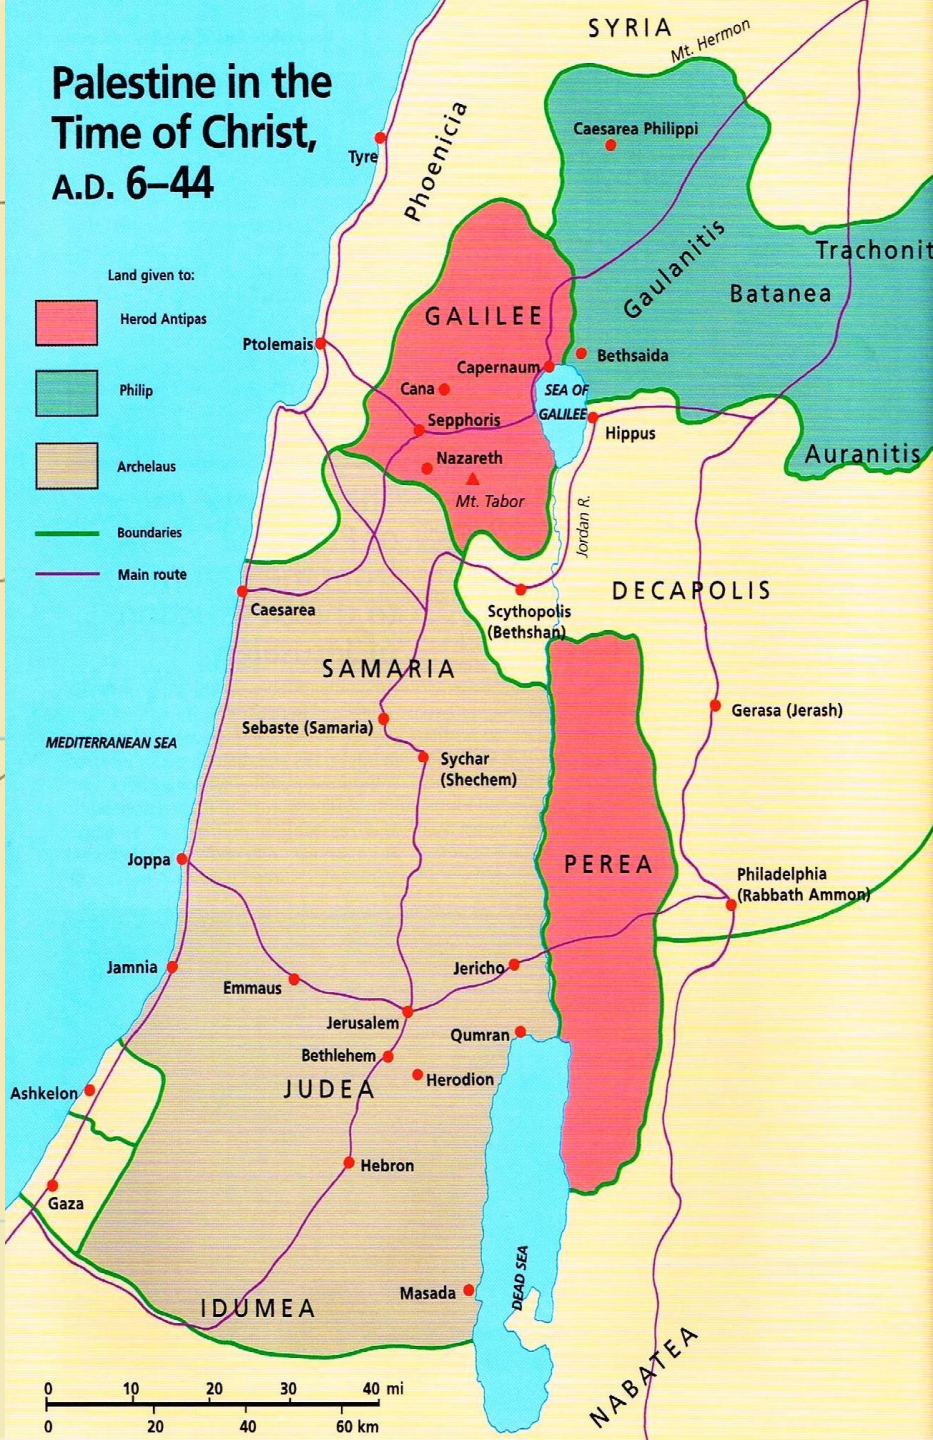 Palestine in the
Time of Christ,
A.D. 6–44
Land given to:
Herod Antipas
Philip
Archelaus
Boundaries
Main route
SYRIA
Mt. Hermon
Phoenicia
Tyre
Caesarea Philippi
Gaulanitis
Trachonit
Batanea
GALILEE
Ptolemais
Capernaum
Bethsaida
Cana
SEA OF
GALILEE
Sepphoris
Hippus
Nazareth
Auranitis
Mt. Tabor
Jordan R.
Caesarea
DECAPOLIS
Scythopolis
(Bethshan)
SAMARIA
Sebaste (Samaria)
Gerasa (Jerash)
MEDITERRANEAN SEA
Sychar
(Shechem)
Joppa
PEREA
Philadelphia
(Rabbath Ammon)
Jamnia
Emmaus
Jericho
Jerusalem
Qumran
Bethlehem
Herodion
JUDEA
Ashkelon
Hebron
Gaza
DEAD SEA
Masada
IDUMEA
NABATEA
0 10 20 30 40 mi
0 20 40 60 km